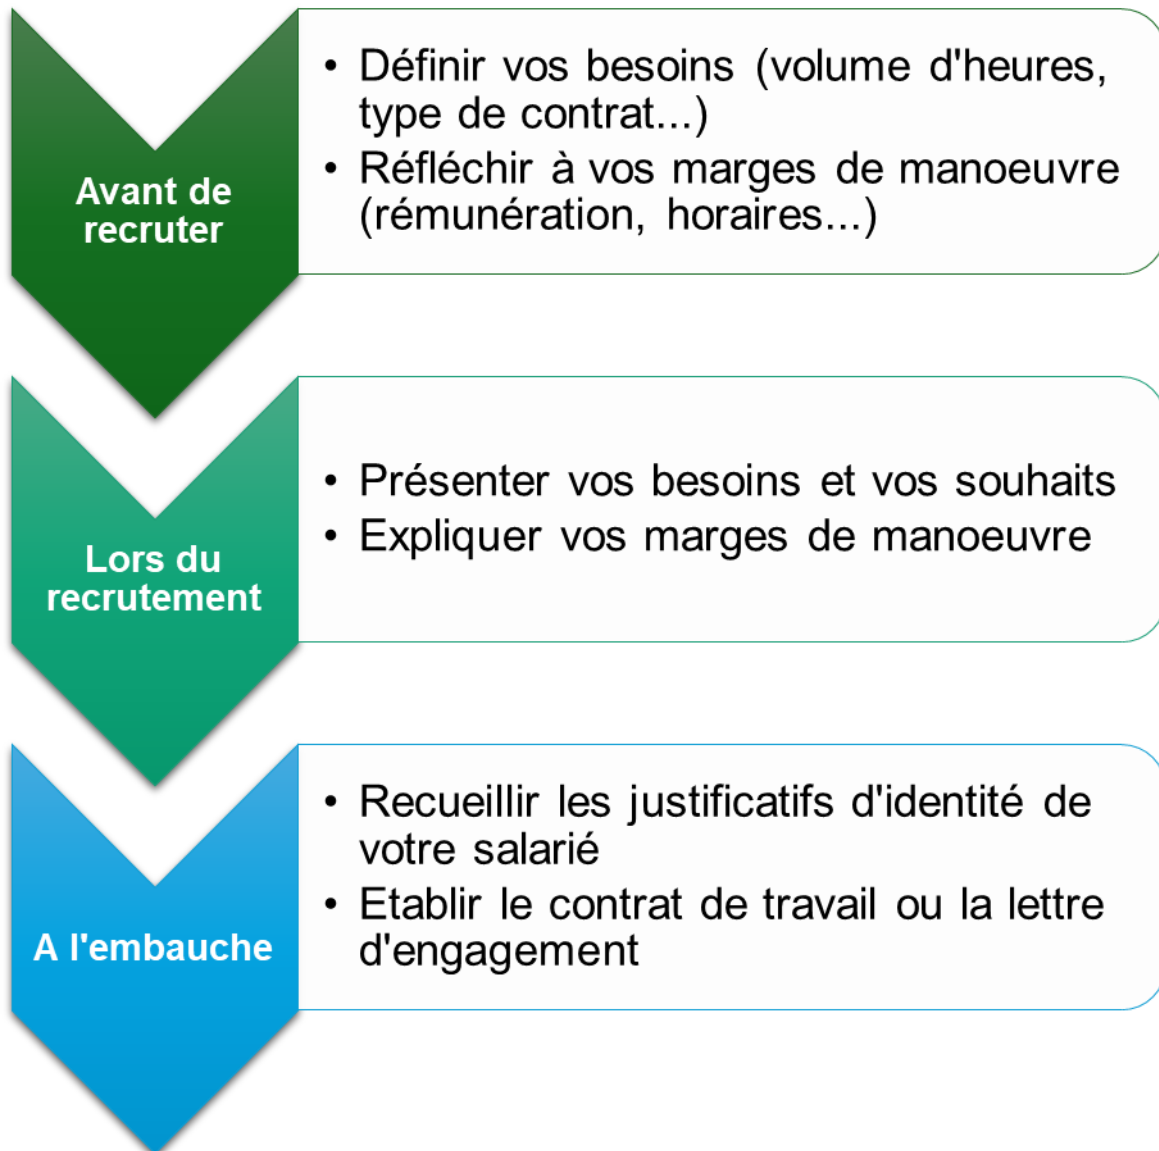 Avant de
recruter
• Définir vos besoins (volume d'heures,
type de contrat...)
• Réfléchir à vos marges de manoeuvre
(rémunération, horaires...)
Lors du
recrutement
• Présenter vos besoins et vos souhaits
• Expliquer vos marges de manoeuvre
A l'embauche
• Recueillir les justificatifs d'identité de
votre salarié
• Etablir le contrat de travail ou la lettre
d'engagement